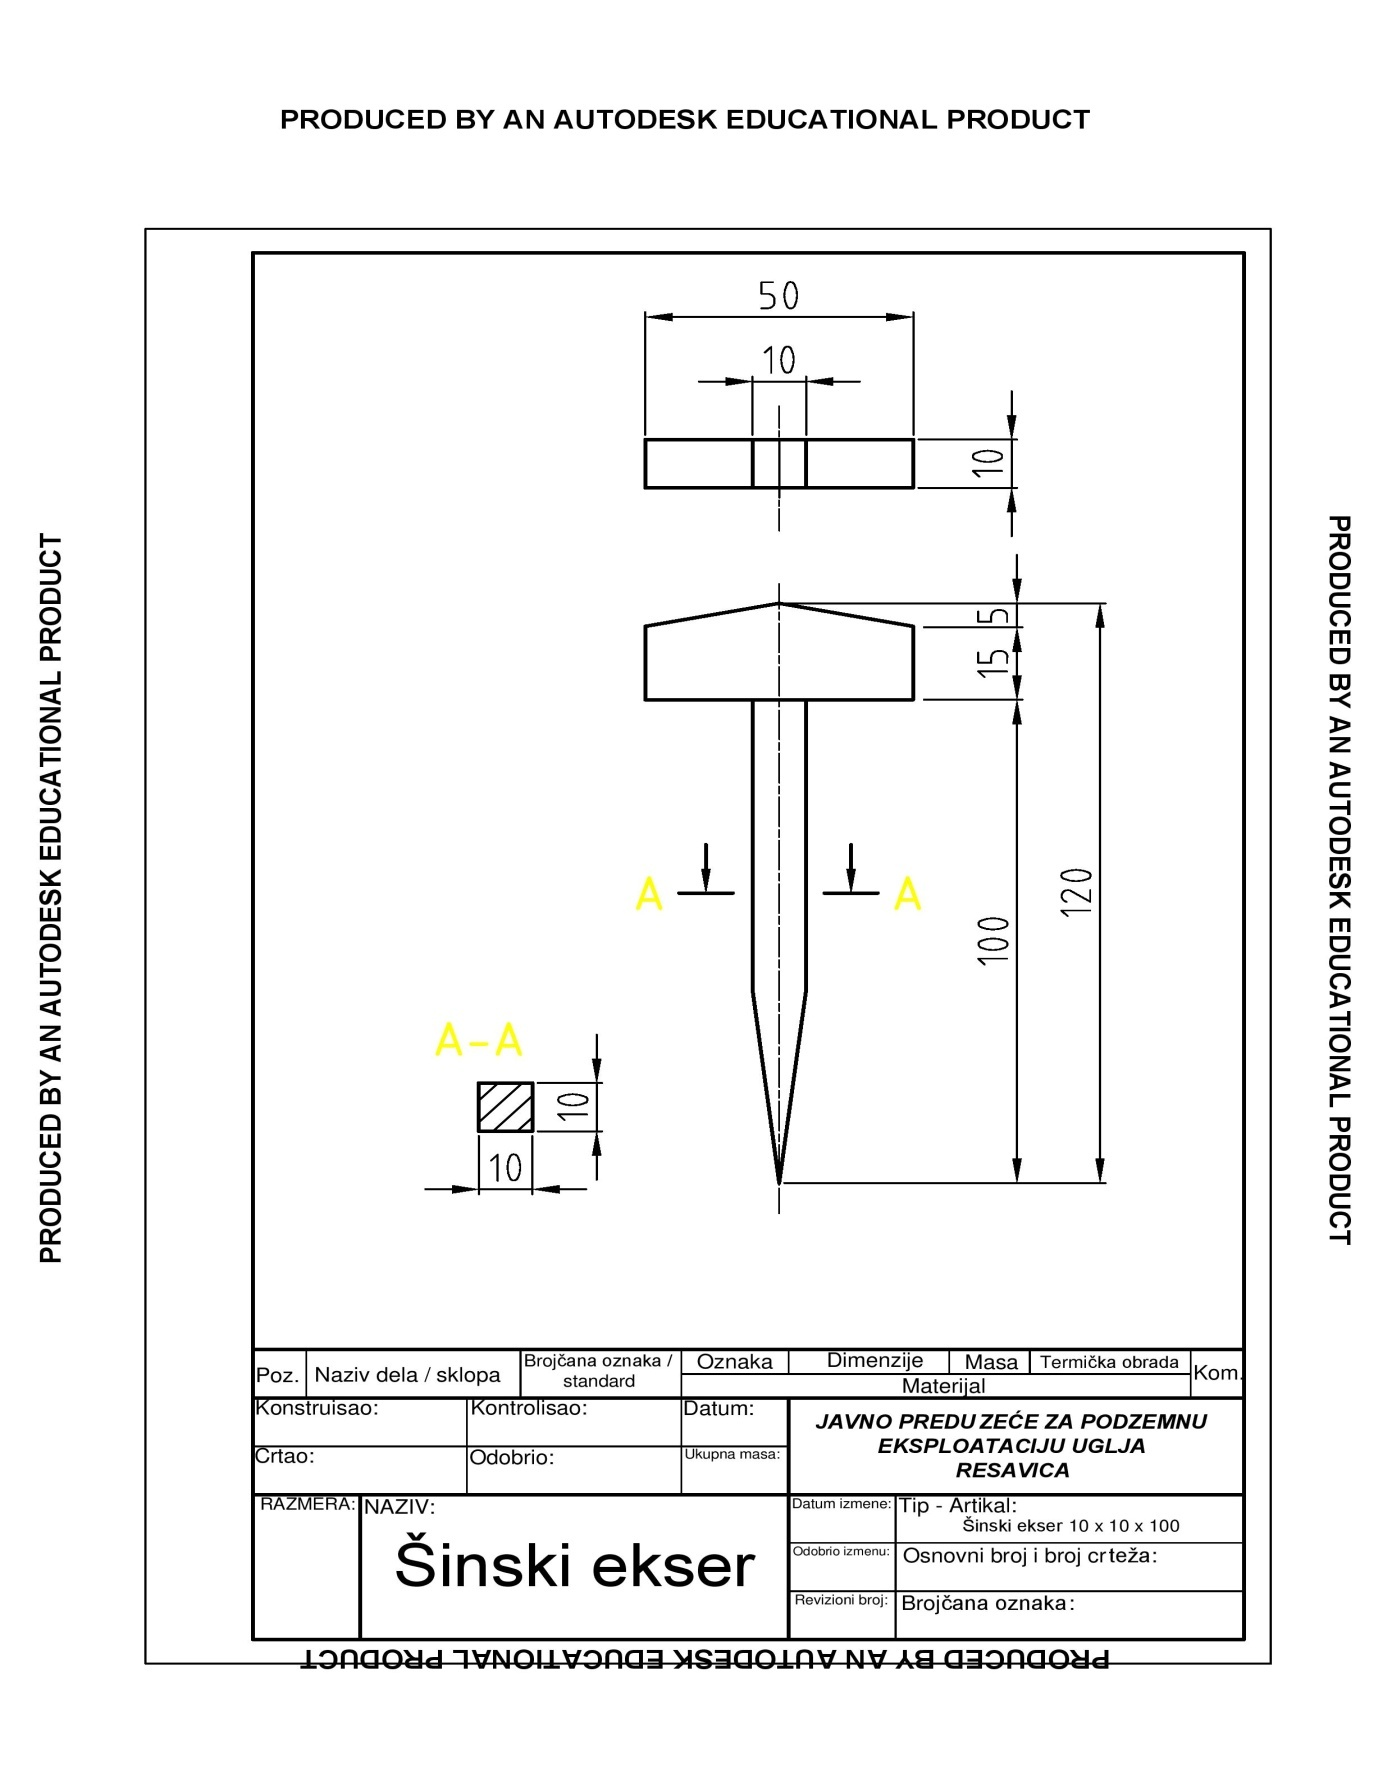 PRODUCED BY AN AUTODESK EDUCATIONAL PRODUCT
PRODUCED BY AN AUTODESK EDUCATIONAL PRODUCT
PRODUCED BY AN AUTODESK EDUCATIONAL PRODUCT
50
10
10
5
15
A
A
120
100
A-A
10
10
Poz.
Naziv dela / sklopa
Brojčana oznaka /
standard
Oznaka
Dimenzije
Masa
Termička obrada
Kom.
Materijal
Konstruisao:
Kontrolisao:
Datum:
JAVNO PREDUZEĆE ZA PODZEMNU
EKSPLOATACIJU UGLJA
RESAVICA
Crtao:
Odobrio:
Ukupna masa:
RAZMERA:
NAZIV:
Šinski ekser
Datum izmene:
Tip - Artikal:
Šinski ekser 10 x 10 x 100
Odobrio izmenu:
Osnovni broj i broj crteža:
Revizioni broj:
Brojčana oznaka:
PRODUCED BY AN AUTODESK EDUCATIONAL PRODUCT